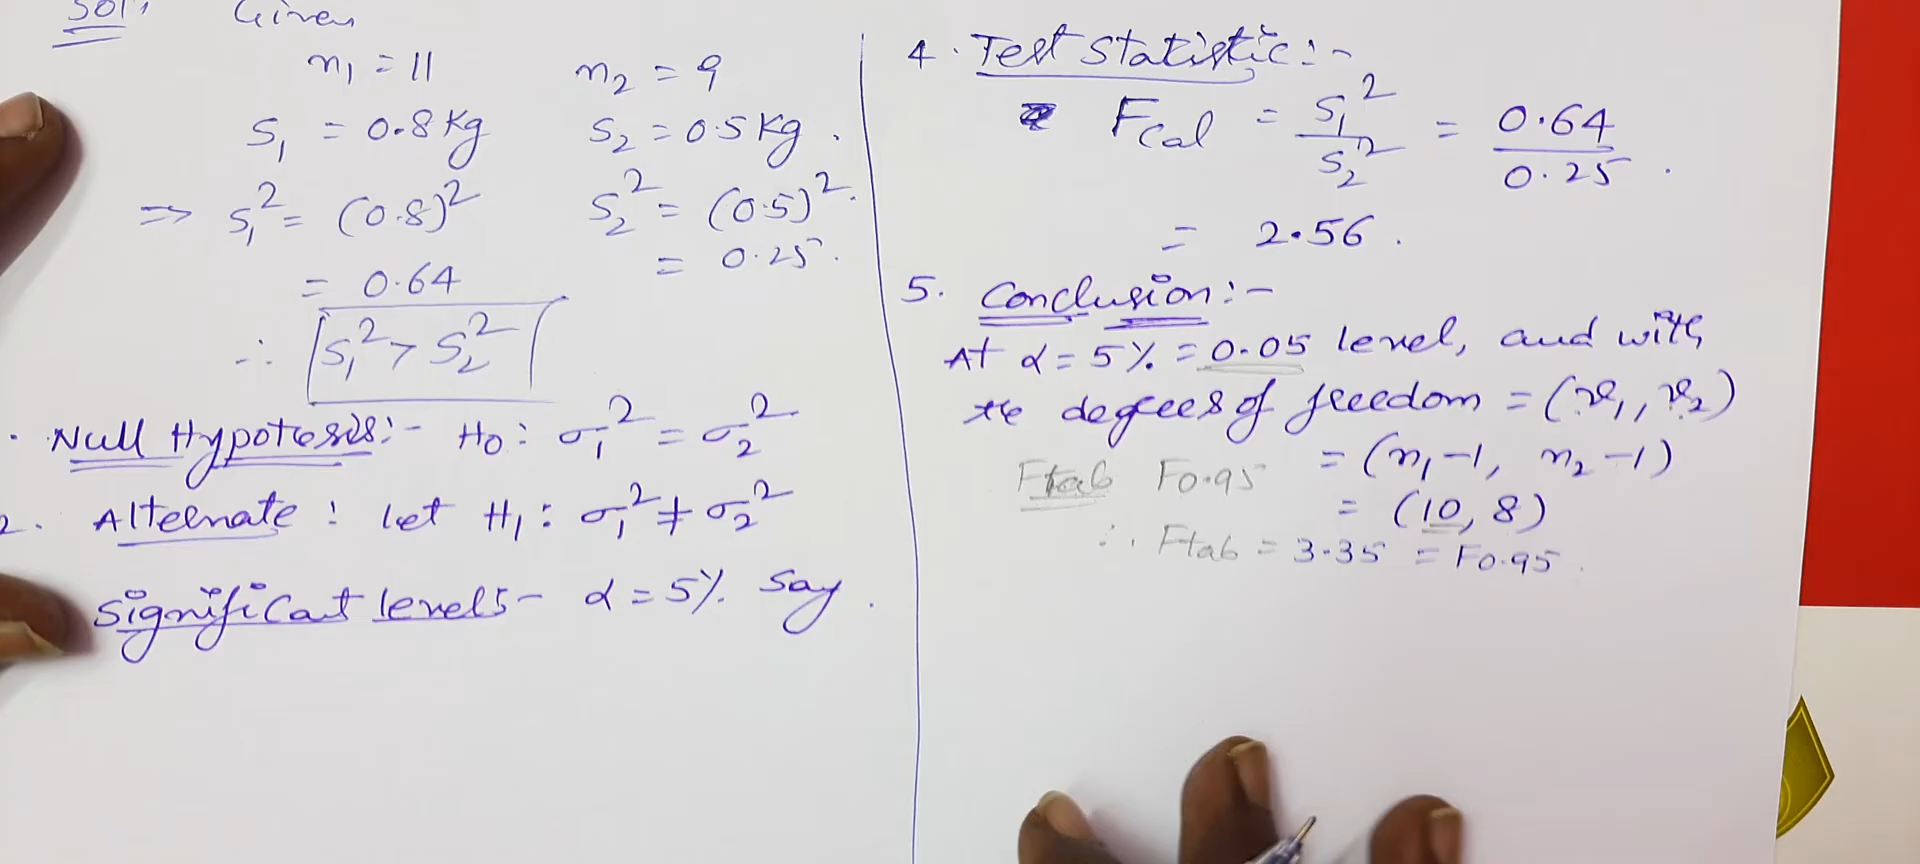 Sol: Given
n₁ = 11 n₂ = 9
S₁ = 0.8 Kg S₂ = 0.5 Kg.
⇒ S₁² = (0.8)² S₂² = (0.5)².
= 0.64 = 0.25.
∴ S₁² > S₂²
. Null Hypotesis:- H₀: σ₁² = σ₂²
2. Alternate : let H₁: σ₁² ≠ σ₂²
Significat levels- α = 5% Say.
4. Test Statistic:-
Fcal = S₁²/S₂² = 0.64/0.25.
= 2.56.
5. Conclusion:-
At α = 5% = 0.05 level, and with
the degrees of freedom = (ν₁, ν₂)
= (n₁-1, n₂-1)
Ftab F0.95
= (10, 8)
∴ Ftab = 3.35 = F0.95.